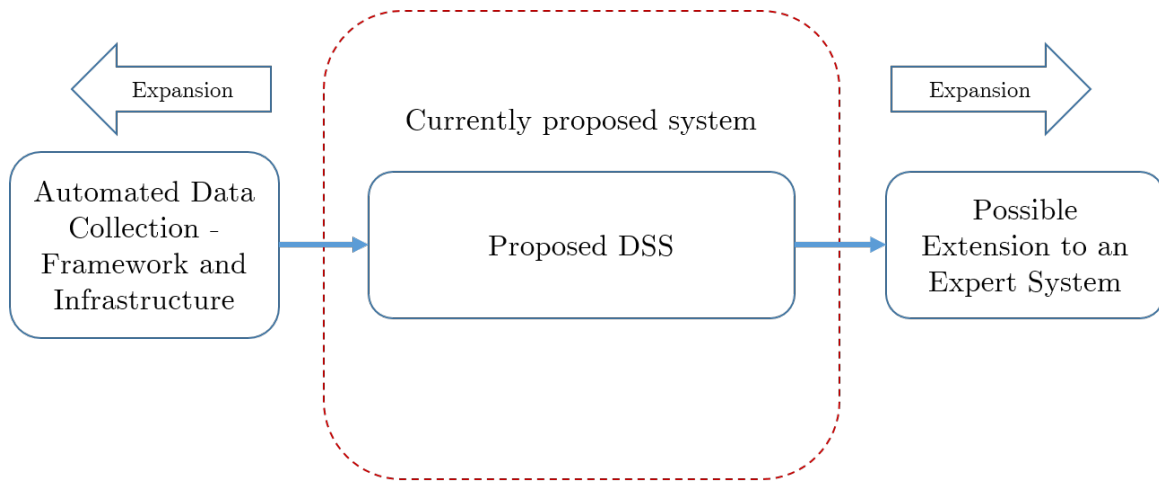 Expansion
Expansion
Currently proposed system
Automated Data
Collection -
Framework and
Infrastructure
Proposed DSS
Possible
Extension to an
Expert System